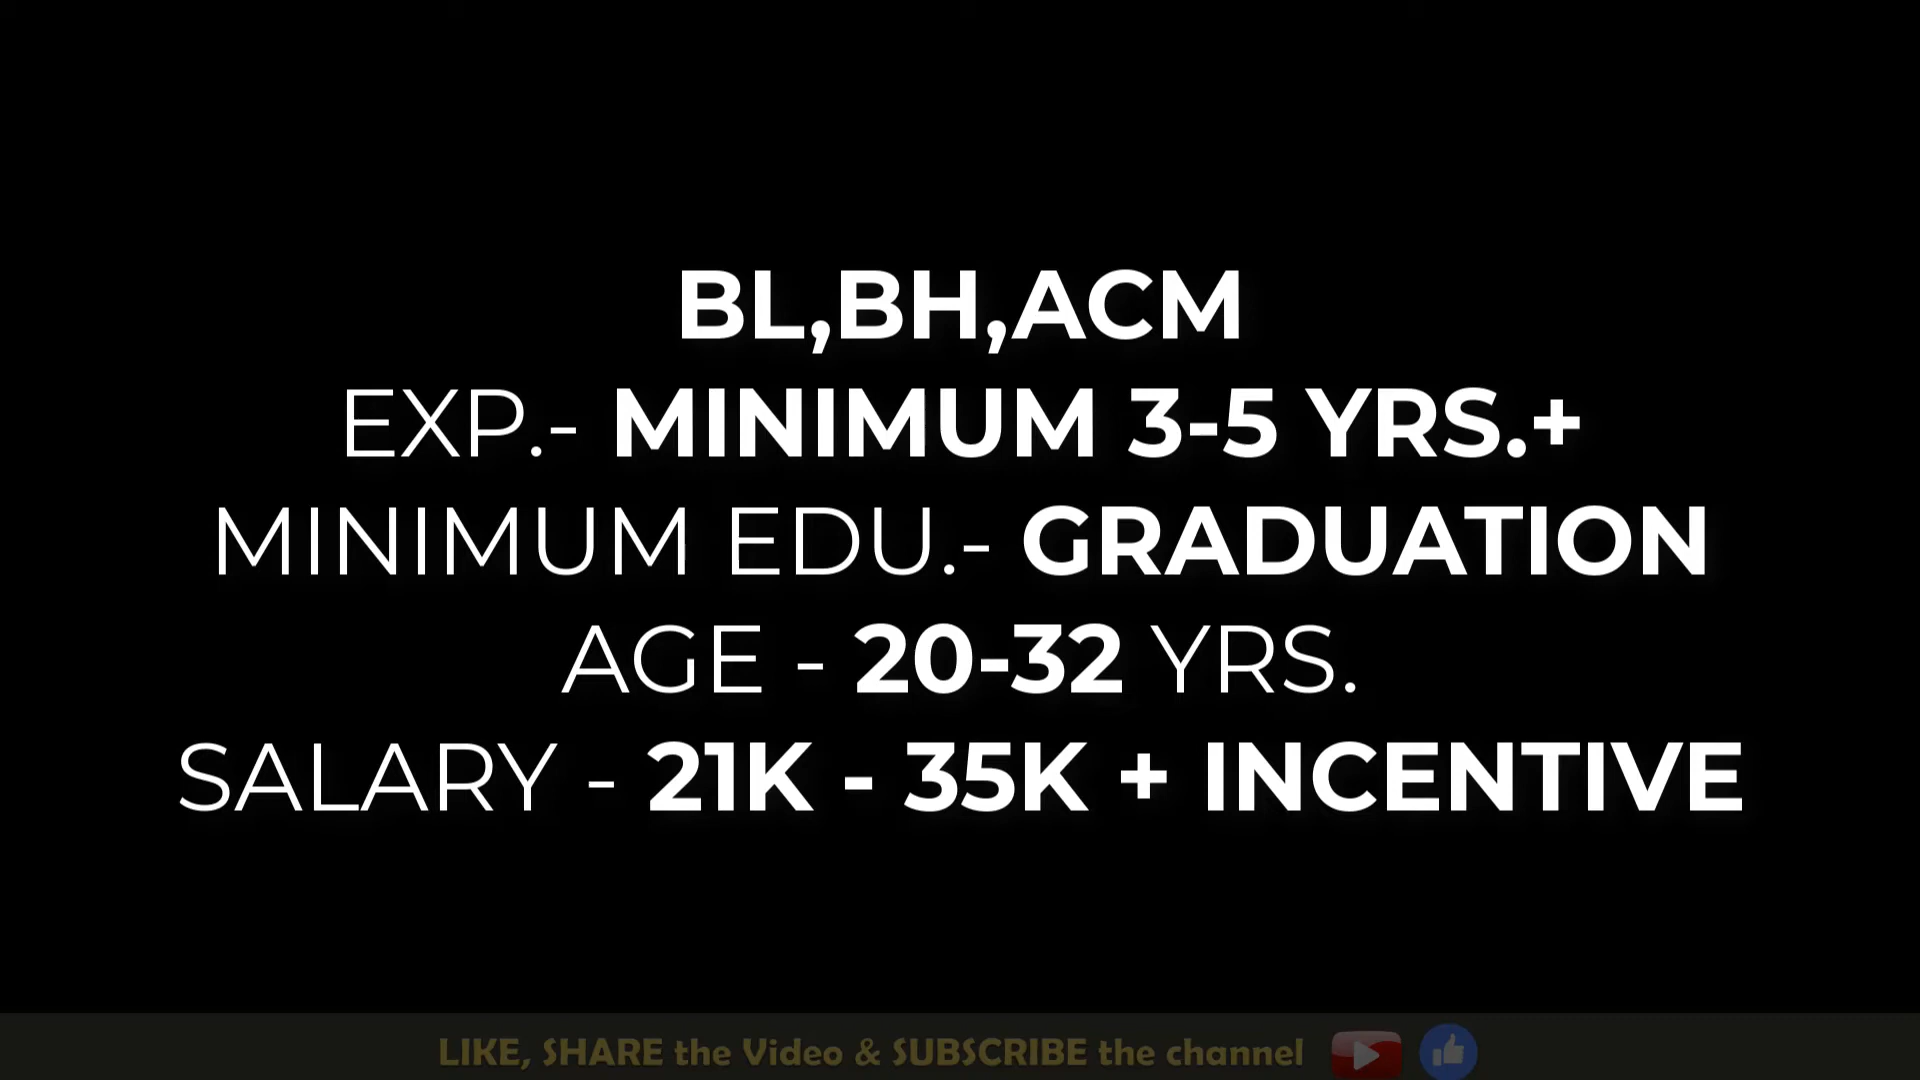 BL,BH,ACM
EXP.- MINIMUM 3-5 YRS.+
MINIMUM EDU.- GRADUATION
AGE - 20-32 YRS.
SALARY - 21K - 35K + INCENTIVE
LIKE, SHARE the Video & SUBSCRIBE the channel